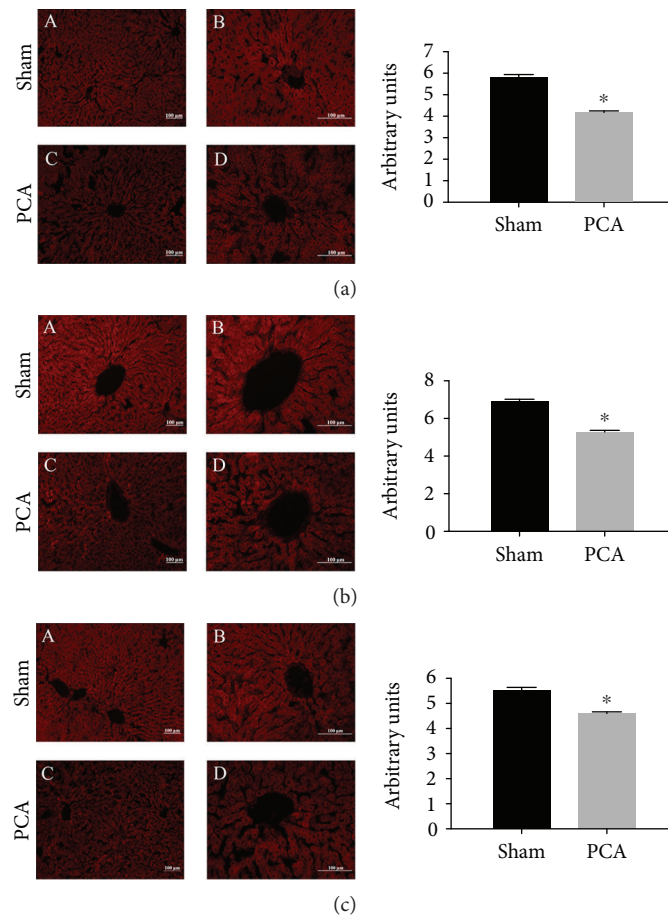 Sham
A
100 μm
B
100 μm
PCA
C
100 μm
D
100 μm
Arbitrary units
7
6
5
4
3
2
1
0
*
Sham
PCA
(a)
Sham
A
100 μm
B
100 μm
PCA
C
100 μm
D
100 μm
Arbitrary units
8
6
4
2
0
*
Sham
PCA
(b)
Sham
A
100 μm
B
100 μm
PCA
C
100 μm
D
100 μm
Arbitrary units
6
5
4
3
2
1
0
*
Sham
PCA
(c)